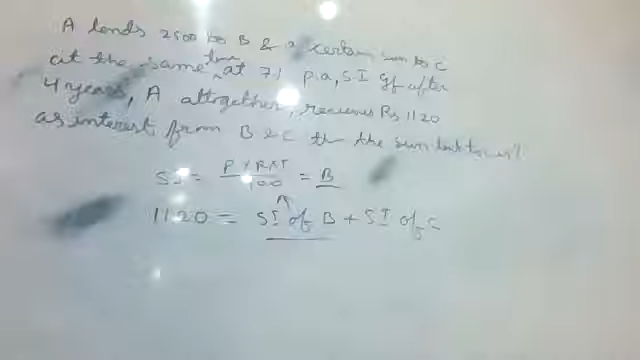 A lends 2500 to B & a certain sum to C
at the same time at 7% p.a, S.I If after
4 years, A altogether, receives Rs 1120
as interest from B & C the the sum lent to
SI = P x R x T / 100 = B
1120 = SI of B + SI of C